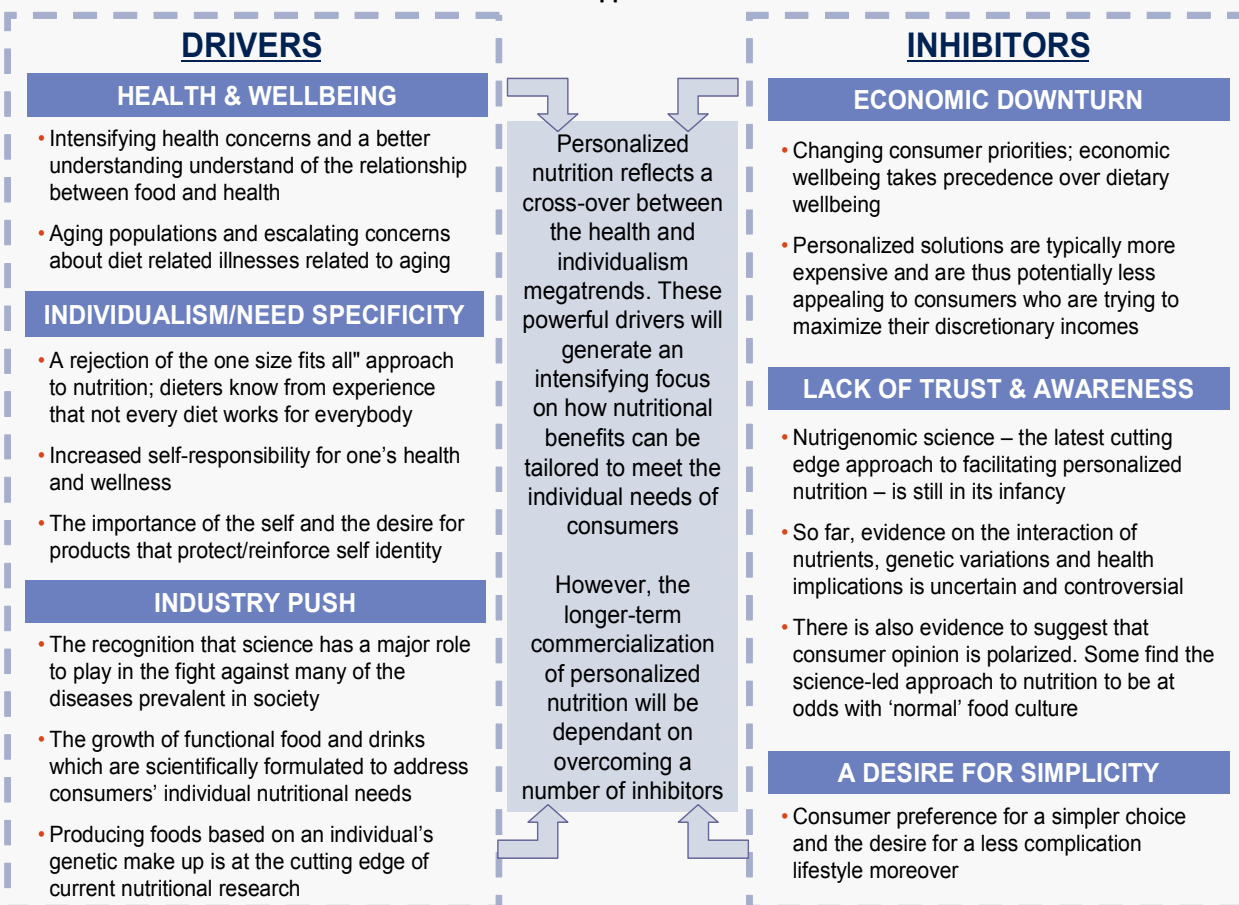 DRIVERS
HEALTH & WELLBEING
• Intensifying health concerns and a better
understanding understand of the relationship
between food and health
• Aging populations and escalating concerns
about diet related illnesses related to aging
INDIVIDUALISM/NEED SPECIFICITY
• A rejection of the one size fits all" approach
to nutrition; dieters know from experience
that not every diet works for everybody
• Increased self-responsibility for one’s health
and wellness
• The importance of the self and the desire for
products that protect/reinforce self identity
INDUSTRY PUSH
• The recognition that science has a major role
to play in the fight against many of the
diseases prevalent in society
• The growth of functional food and drinks
which are scientifically formulated to address
consumers’ individual nutritional needs
• Producing foods based on an individual’s
genetic make up is at the cutting edge of
current nutritional research
Personalized
nutrition reflects a
cross-over between
the health and
individualism
megatrends. These
powerful drivers will
generate an
intensifying focus
on how nutritional
benefits can be
tailored to meet the
individual needs of
consumers
However, the
longer-term
commercialization
of personalized
nutrition will be
dependant on
overcoming a
number of inhibitors
INHIBITORS
ECONOMIC DOWNTURN
• Changing consumer priorities; economic
wellbeing takes precedence over dietary
wellbeing
• Personalized solutions are typically more
expensive and are thus potentially less
appealing to consumers who are trying to
maximize their discretionary incomes
LACK OF TRUST & AWARENESS
• Nutrigenomic science – the latest cutting
edge approach to facilitating personalized
nutrition – is still in its infancy
• So far, evidence on the interaction of
nutrients, genetic variations and health
implications is uncertain and controversial
• There is also evidence to suggest that
consumer opinion is polarized. Some find the
science-led approach to nutrition to be at
odds with ‘normal’ food culture
A DESIRE FOR SIMPLICITY
• Consumer preference for a simpler choice
and the desire for a less complication
lifestyle moreover